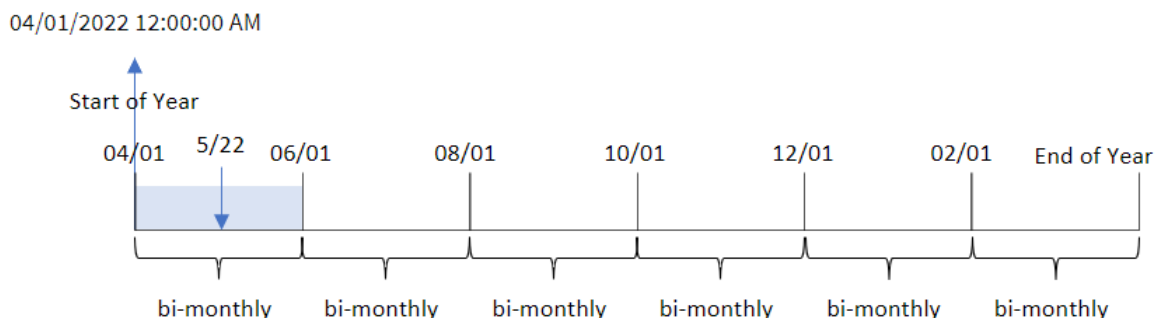 04/01/2022 12:00:00 AM
Start of Year
04/01 5/22 06/01 08/01 10/01 12/01 02/01 End of Year
bi-monthly bi-monthly bi-monthly bi-monthly bi-monthly bi-monthly